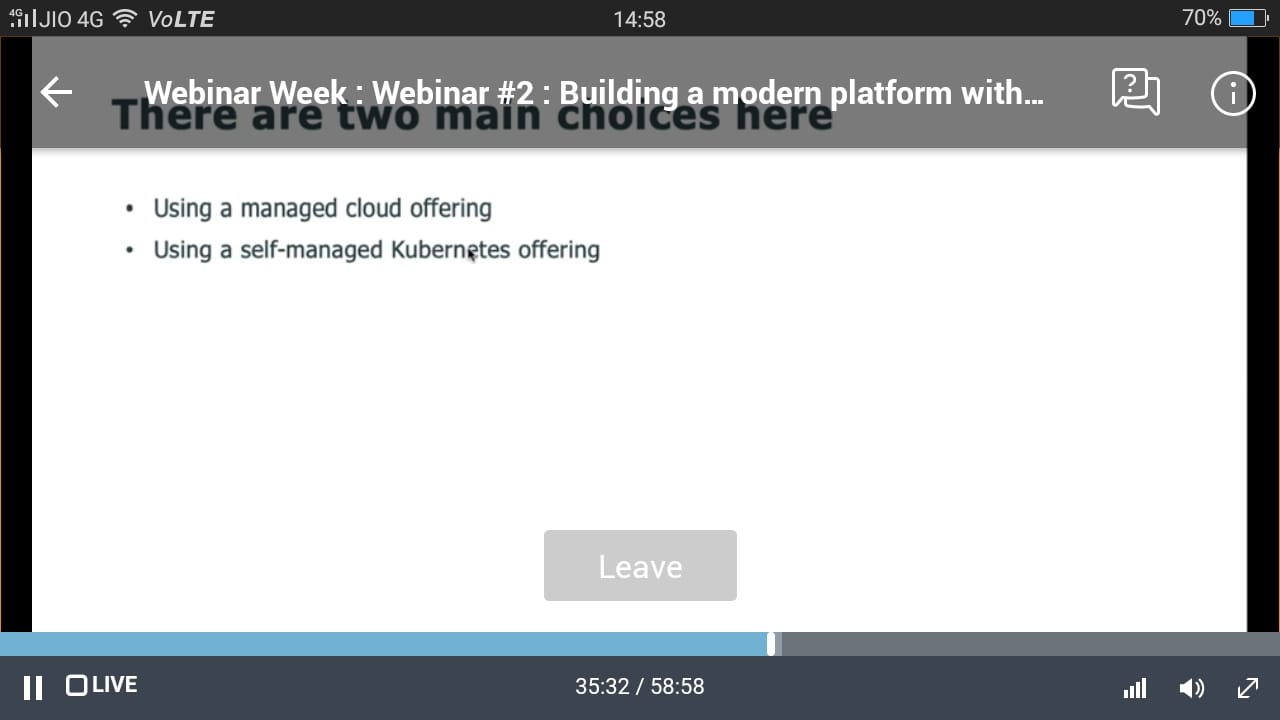 4G JIO 4G VoLTE 14:58 70%
Webinar Week : Webinar #2 : Building a modern platform with…
There are two main choices here
• Using a managed cloud offering
• Using a self-managed Kubernetes offering
Leave
LIVE 35:32 / 58:58